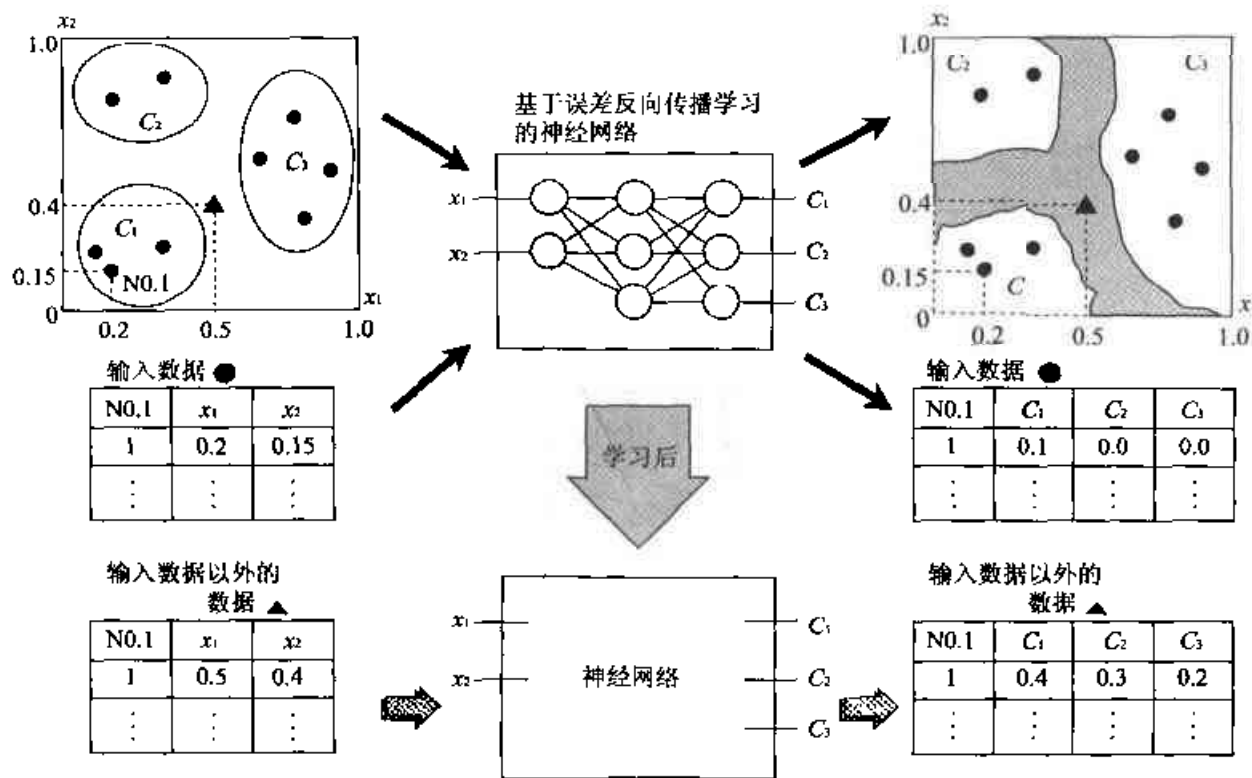 x₂
1.0
C₂
C₃
0.4
C₁
0.15
N0.1
0
x₁
0.2
0.5
1.0
基于误差反向传播学习
的神经网络
x₁
x₂
C₁
C₂
C₃
x₂
1.0
C₂
C₃
0.4
0.15
C
0
x
0.2
0.5
1.0
输入数据 ●
N0.1 x₁ x₂
1 0.2 0.15
⋮ ⋮ ⋮
学习后
输入数据 ●
N0.1 C₁ C₂ C₃
1 0.1 0.0 0.0
⋮ ⋮ ⋮ ⋮
输入数据以外的
数据 ▲
N0.1 x₁ x₂
1 0.5 0.4
⋮ ⋮ ⋮
x₁
x₂
神经网络
C₁
C₂
C₃
输入数据以外的
数据 ▲
N0.1 C₁ C₂ C₃
1 0.4 0.3 0.2
⋮ ⋮ ⋮ ⋮